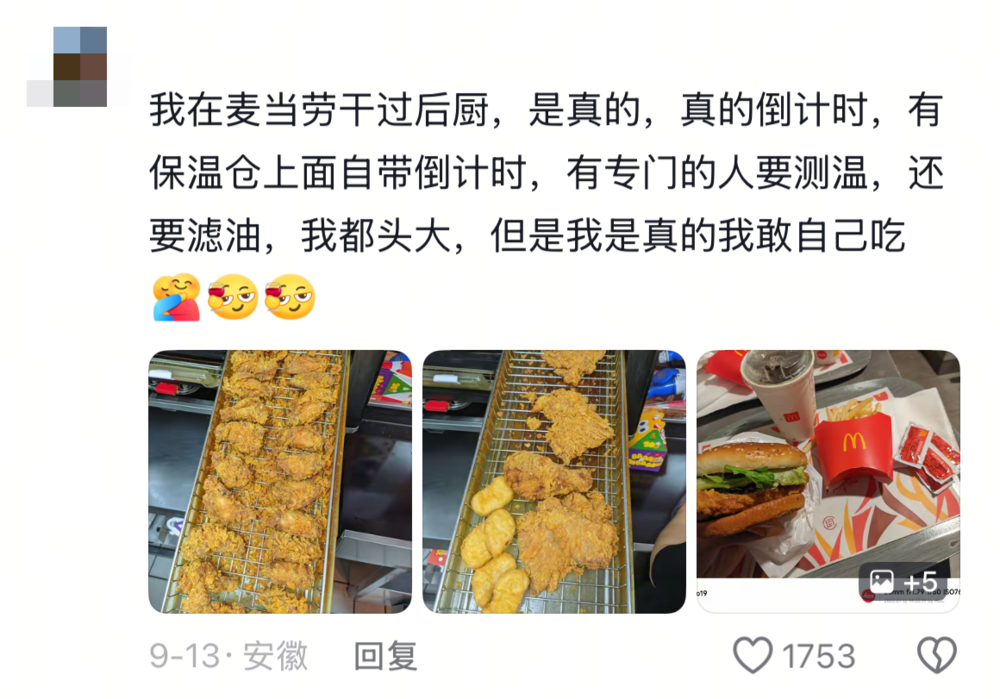 我在麦当劳干过后厨，是真的，真的倒计时，有
保温仓上面自带倒计时，有专门的人要测温，还
要滤油，我都头大，但是我是真的我敢自己吃
+5
9-13· 安徽 回复 1753